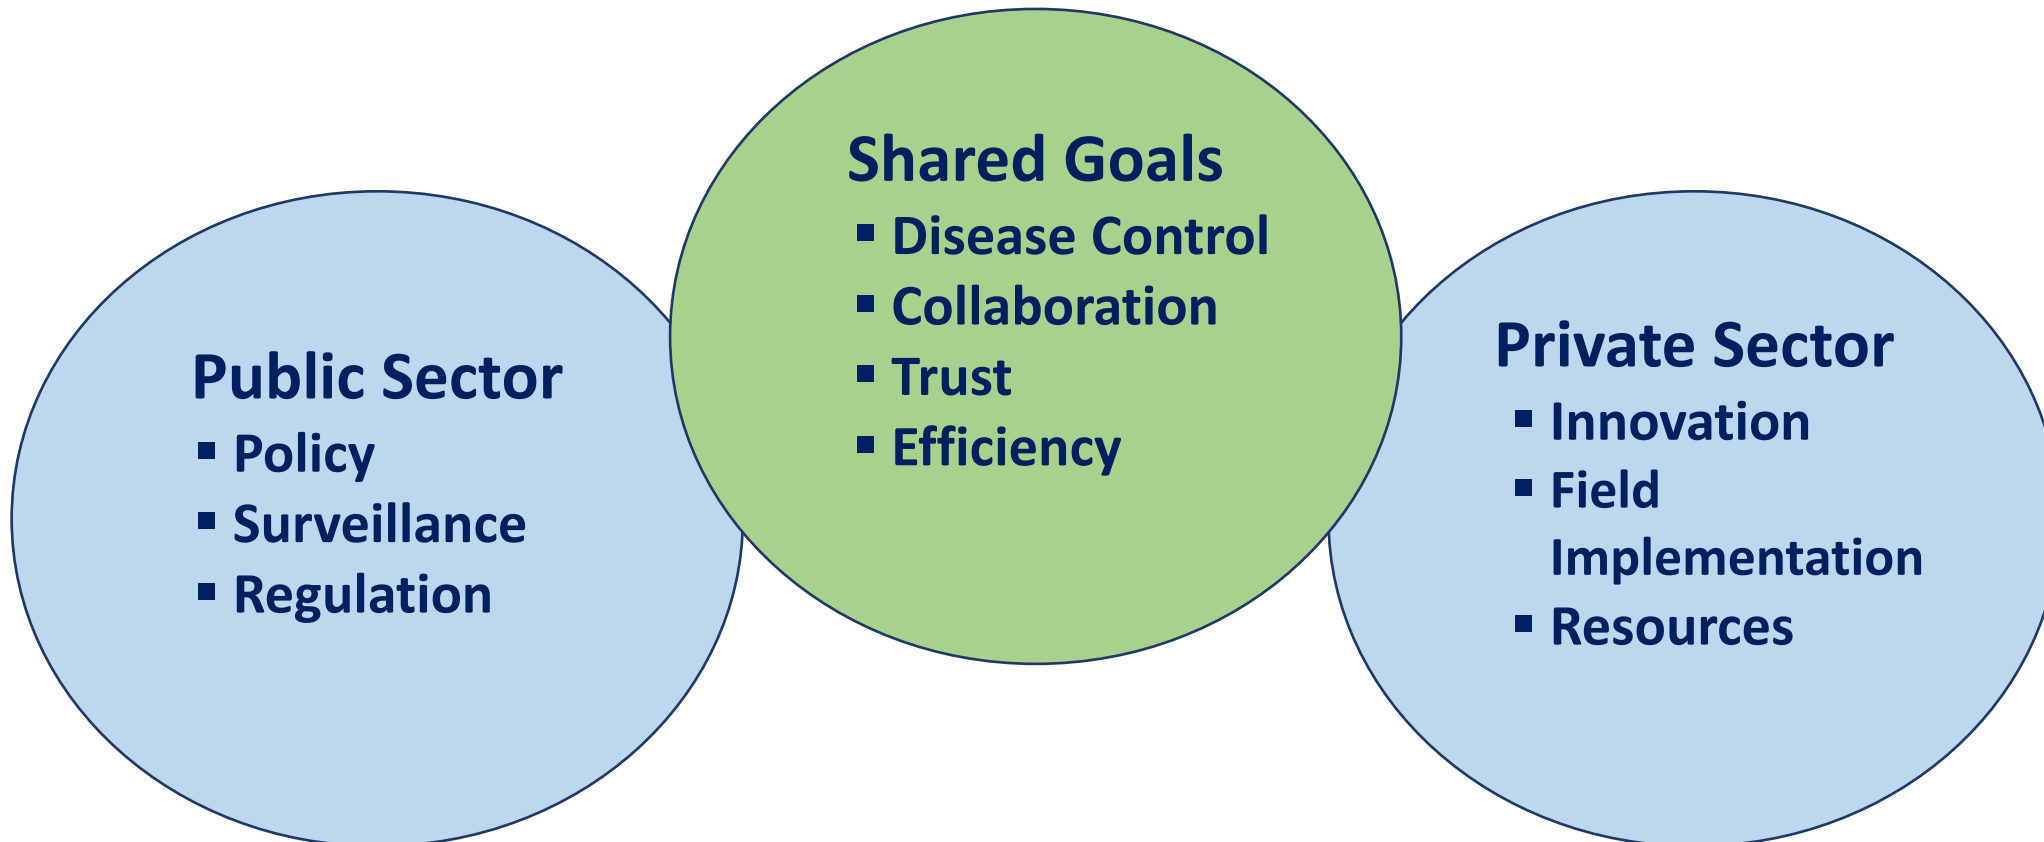 Public Sector
▪ Policy
▪ Surveillance
▪ Regulation
Shared Goals
▪ Disease Control
▪ Collaboration
▪ Trust
▪ Efficiency
Private Sector
▪ Innovation
▪ Field
Implementation
▪ Resources